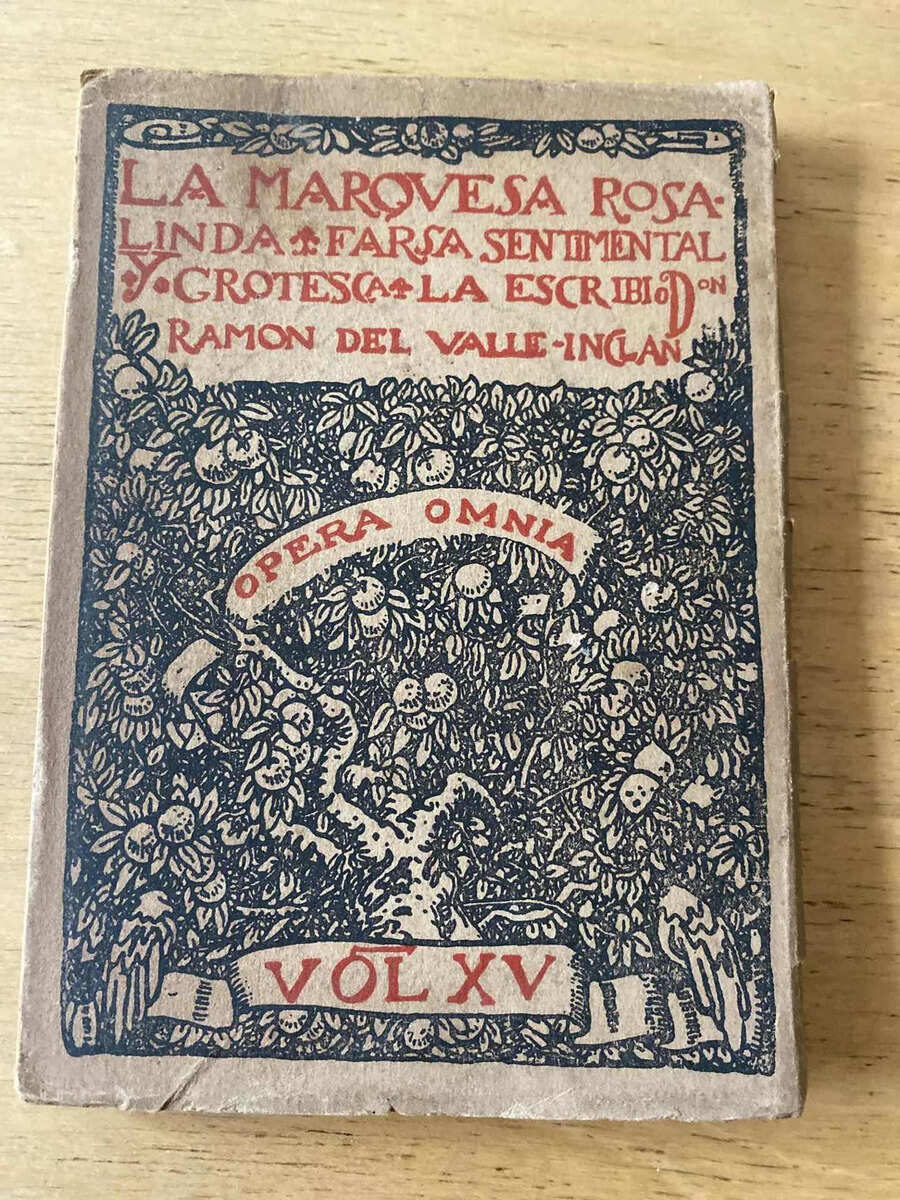 LA MARQVESA ROSA·
LINDA FARSA SENTIMENTAL
·Y·GROTESCA LA ESCRIBIO DON
RAMON DEL VALLE-INCLAN
OPERA OMNIA
VOL XV